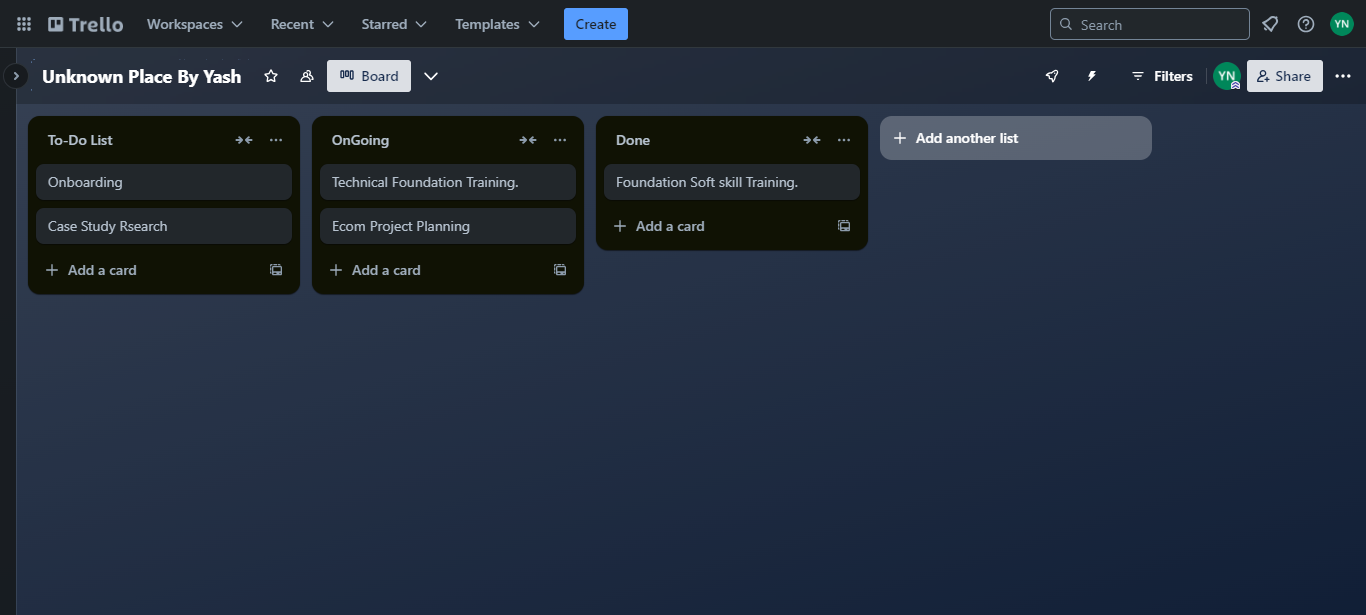 Trello Workspaces Recent Starred Templates Create Search YN
Unknown Place By Yash Board Filters YN Share
To-Do List
Onboarding
Case Study Rsearch
Add a card
OnGoing
Technical Foundation Training.
Ecom Project Planning
Add a card
Done
Foundation Soft skill Training.
Add a card
Add another list